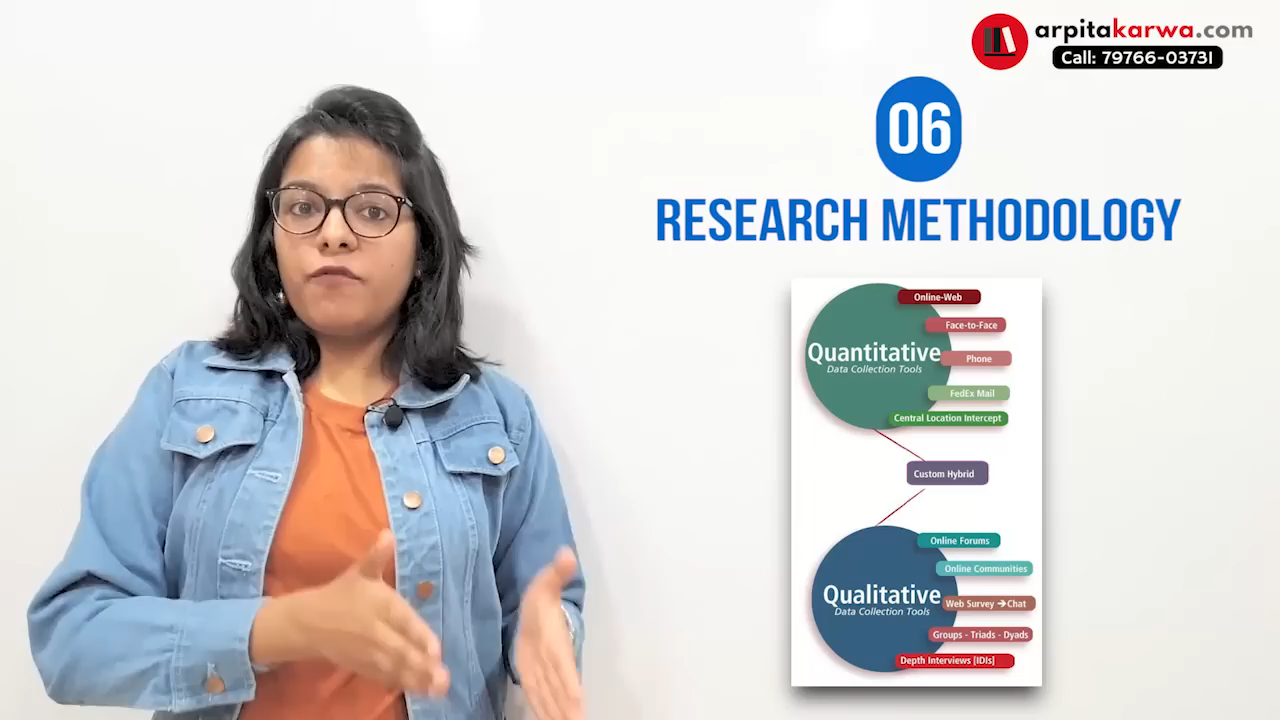 arpitakarwa.com
Call: 79766-03731
06
RESEARCH METHODOLOGY
Online-Web
Face-to-Face
Quantitative
Data Collection Tools
Phone
FedEx Mail
Central Location Intercept
Custom Hybrid
Online Forums
Online Communities
Qualitative
Data Collection Tools
Web Survey ➔Chat
Groups - Triads - Dyads
Depth Interviews [IDIs]